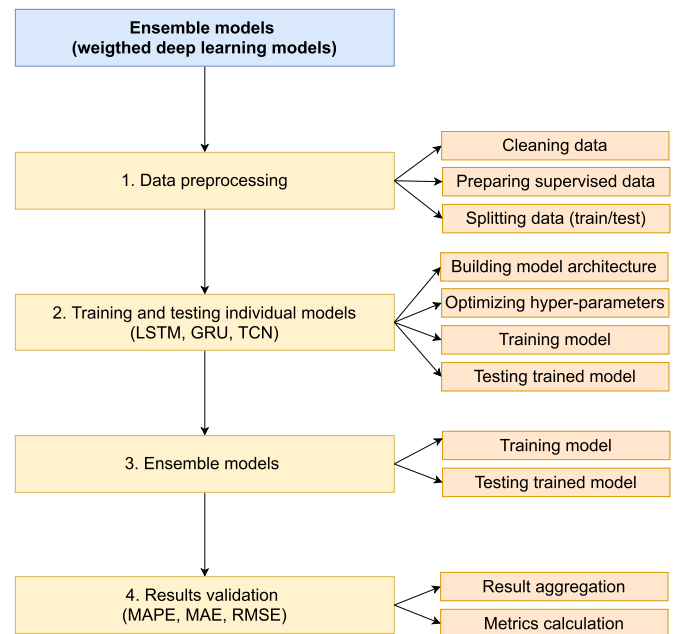 Ensemble models
(weigthed deep learning models)
1. Data preprocessing
Cleaning data
Preparing supervised data
Splitting data (train/test)
2. Training and testing individual models
(LSTM, GRU, TCN)
Building model architecture
Optimizing hyper-parameters
Training model
Testing trained model
3. Ensemble models
Training model
Testing trained model
4. Results validation
(MAPE, MAE, RMSE)
Result aggregation
Metrics calculation